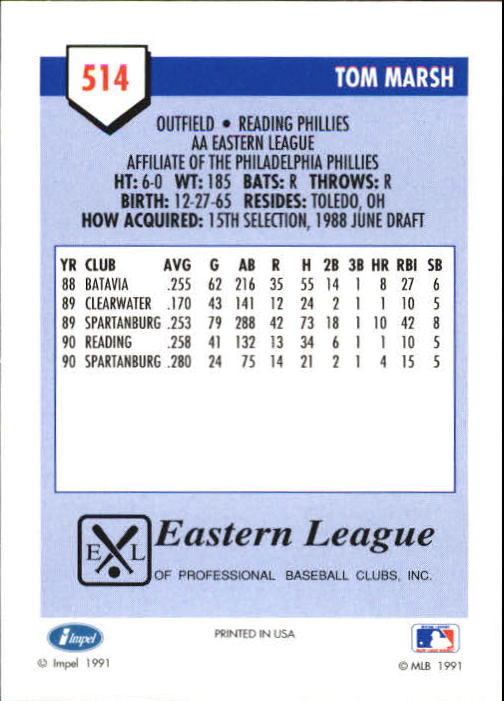 514
TOM MARSH
OUTFIELD • READING PHILLIES
AA EASTERN LEAGUE
AFFILIATE OF THE PHILADELPHIA PHILLIES
HT: 6-0 WT: 185 BATS: R THROWS: R
BIRTH: 12-27-65 RESIDES: TOLEDO, OH
HOW ACQUIRED: 15TH SELECTION, 1988 JUNE DRAFT
YR CLUB AVG G AB R H 2B 3B HR RBI SB
88 BATAVIA .255 62 216 35 55 14 1 8 27 6
89 CLEARWATER .170 43 141 12 24 2 1 1 10 5
89 SPARTANBURG .253 79 288 42 73 18 1 10 42 8
90 READING .258 41 132 13 34 6 1 1 10 5
90 SPARTANBURG .280 24 75 14 21 2 1 4 15 5
E L
Eastern League
OF PROFESSIONAL BASEBALL CLUBS, INC.
Impel
PRINTED IN USA
© Impel 1991
© MLB 1991